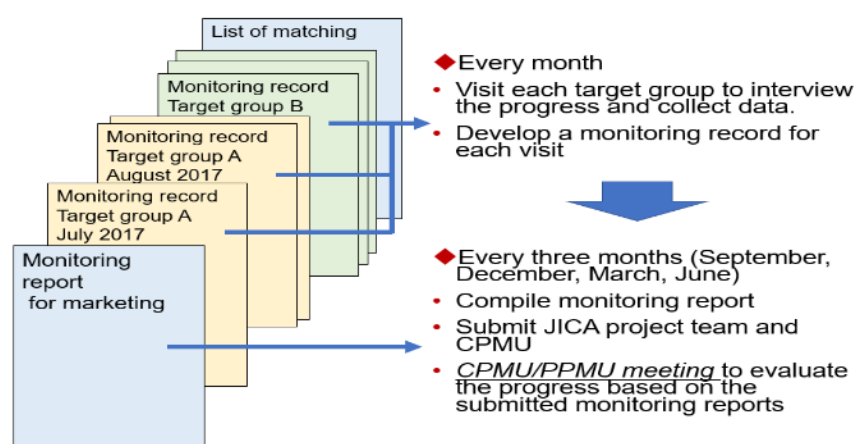 List of matching
Monitoring record
Target group B
Monitoring record
Target group A
August 2017
Monitoring record
Target group A
July 2017
Monitoring
report
for marketing
◆Every month
• Visit each target group to interview
the progress and collect data.
• Develop a monitoring record for
each visit
◆Every three months (September,
December, March, June)
• Compile monitoring report
• Submit JICA project team and
CPMU
• CPMU/PPMU meeting to evaluate
the progress based on the
submitted monitoring reports